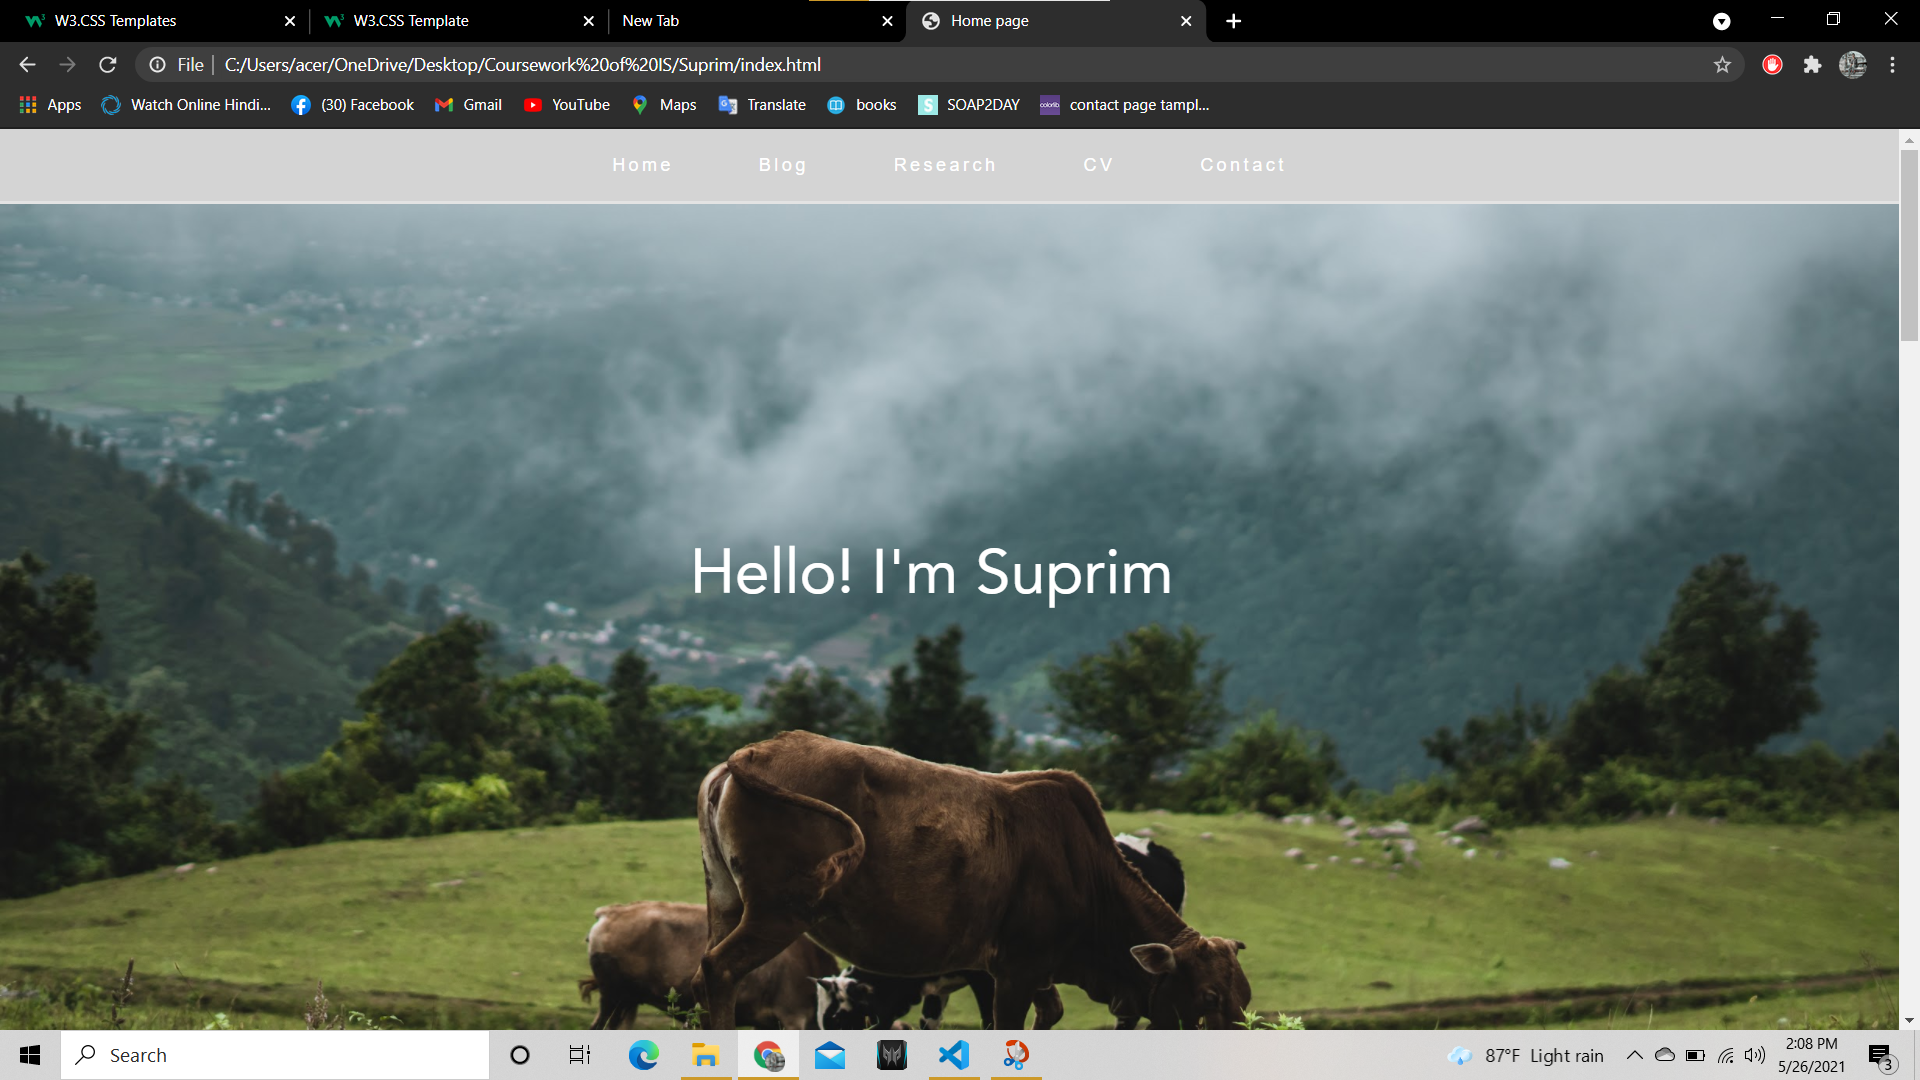 W3.CSS Templates
W3.CSS Template
New Tab
Home page
File
C:/Users/acer/OneDrive/Desktop/Coursework%20of%20IS/Suprim/index.html
Apps
Watch Online Hindi...
(30) Facebook
Gmail
YouTube
Maps
Translate
books
S
SOAP2DAY
colorlib
contact page tampl...
Home
Blog
Research
CV
Contact
Hello! I'm Suprim
Search
87°F Light rain
2:08 PM
5/26/2021
3